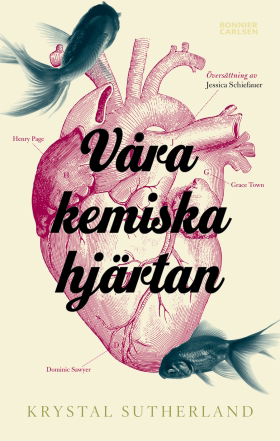 BONNIER
CARLSEN
Översättning av
Jessica Schiefauer
Henry Page
Våra
H
J
G
Grace Town
kemiska
hjärtan
D
Dominic Sawyer
KRYSTAL SUTHERLAND